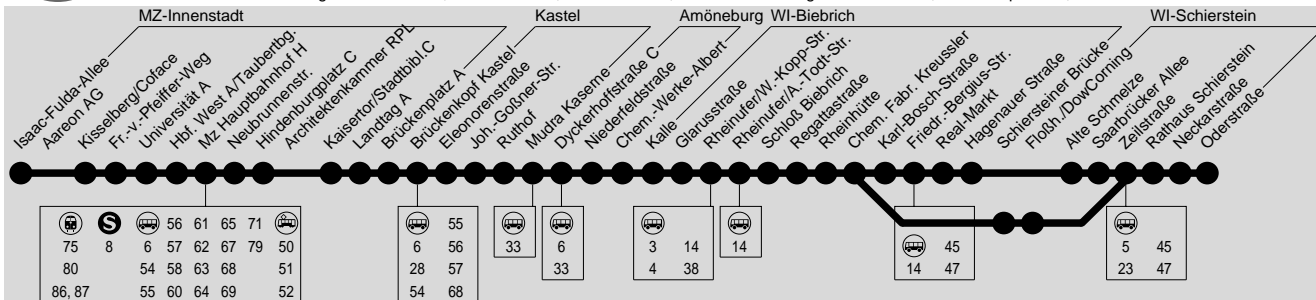 MZ-Innenstadt
Kastel
Amöneburg
WI-Biebrich
WI-Schierstein
Isaac-Fulda-Allee
Aareon AG
Kisselberg/Coface
Fr.-v.-Pfeiffer-Weg
Universität A
Hbf. West A/Taubertbg.
Mz Hauptbahnhof H
Neubrunnenstr.
Hindenburgplatz C
Architektenkammer RPL
Kaisertor/Stadtbibl.C
Landtag A
Brückenplatz A
Brückenkopf Kastel
Eleonorenstraße
Joh.-Goßner-Str.
Ruthof
Mudra Kaserne
Dyckerhoffstraße C
Niederfeldstraße
Chem.-Werke-Albert
Kalle
Glarusstraße
Rheinufer/W.-Kopp-Str.
Rheinufer/A.-Todt-Str.
Schloß Biebrich
Regattastraße
Rheinhütte
Chem. Fabr. Kreussler
Karl-Bosch-Straße
Friedr.-Bergius-Str.
Real-Markt
Hagenauer Straße
Schiersteiner Brücke
Floßh./DowCorning
Alte Schmelze
Saarbrücker Allee
Zeilstraße
Rathaus Schierstein
Neckarstraße
Oderstraße
S 56 61 65 71
75 8 6 57 62 67 79 50
80 54 58 63 68 51
86, 87 55 60 64 69 52
55
6 56
28 57
54 68
33
6
33
3 14
4 38
14
45
14 47
5 45
23 47